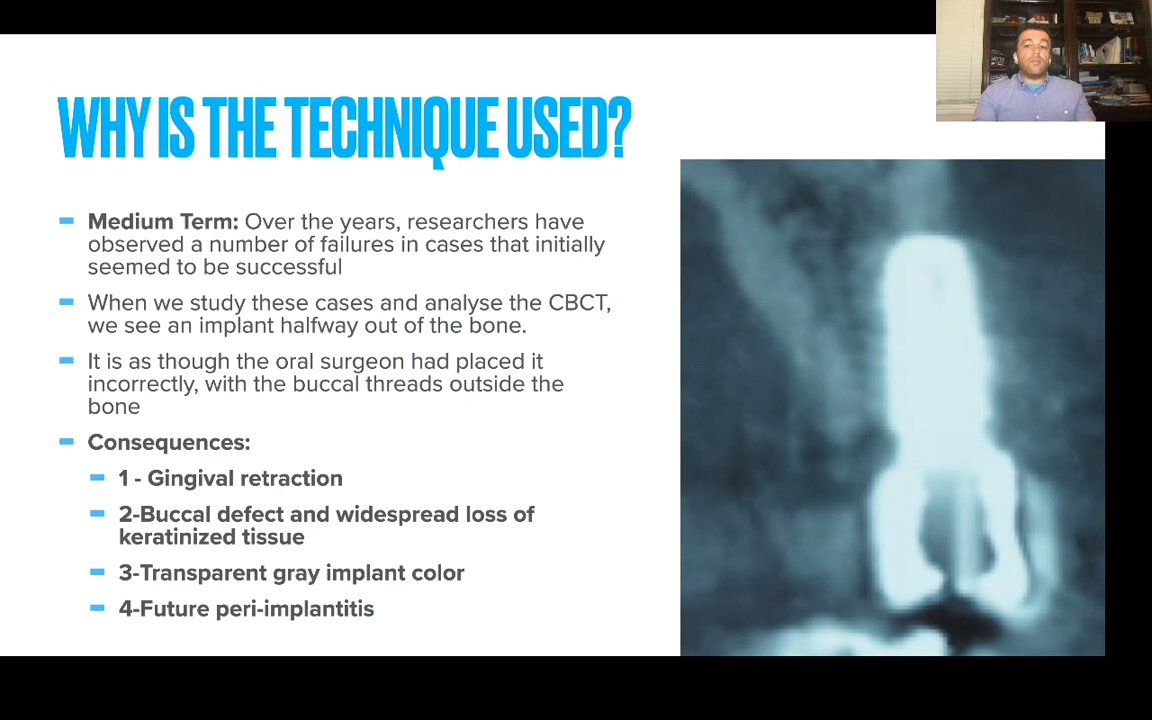 WHY IS THE TECHNIQUE USED?
Medium Term: Over the years, researchers have
observed a number of failures in cases that initially
seemed to be successful
When we study these cases and analyse the CBCT,
we see an implant halfway out of the bone.
It is as though the oral surgeon had placed it
incorrectly, with the buccal threads outside the
bone
Consequences:
1 - Gingival retraction
2-Buccal defect and widespread loss of
keratinized tissue
3-Transparent gray implant color
4-Future peri-implantitis